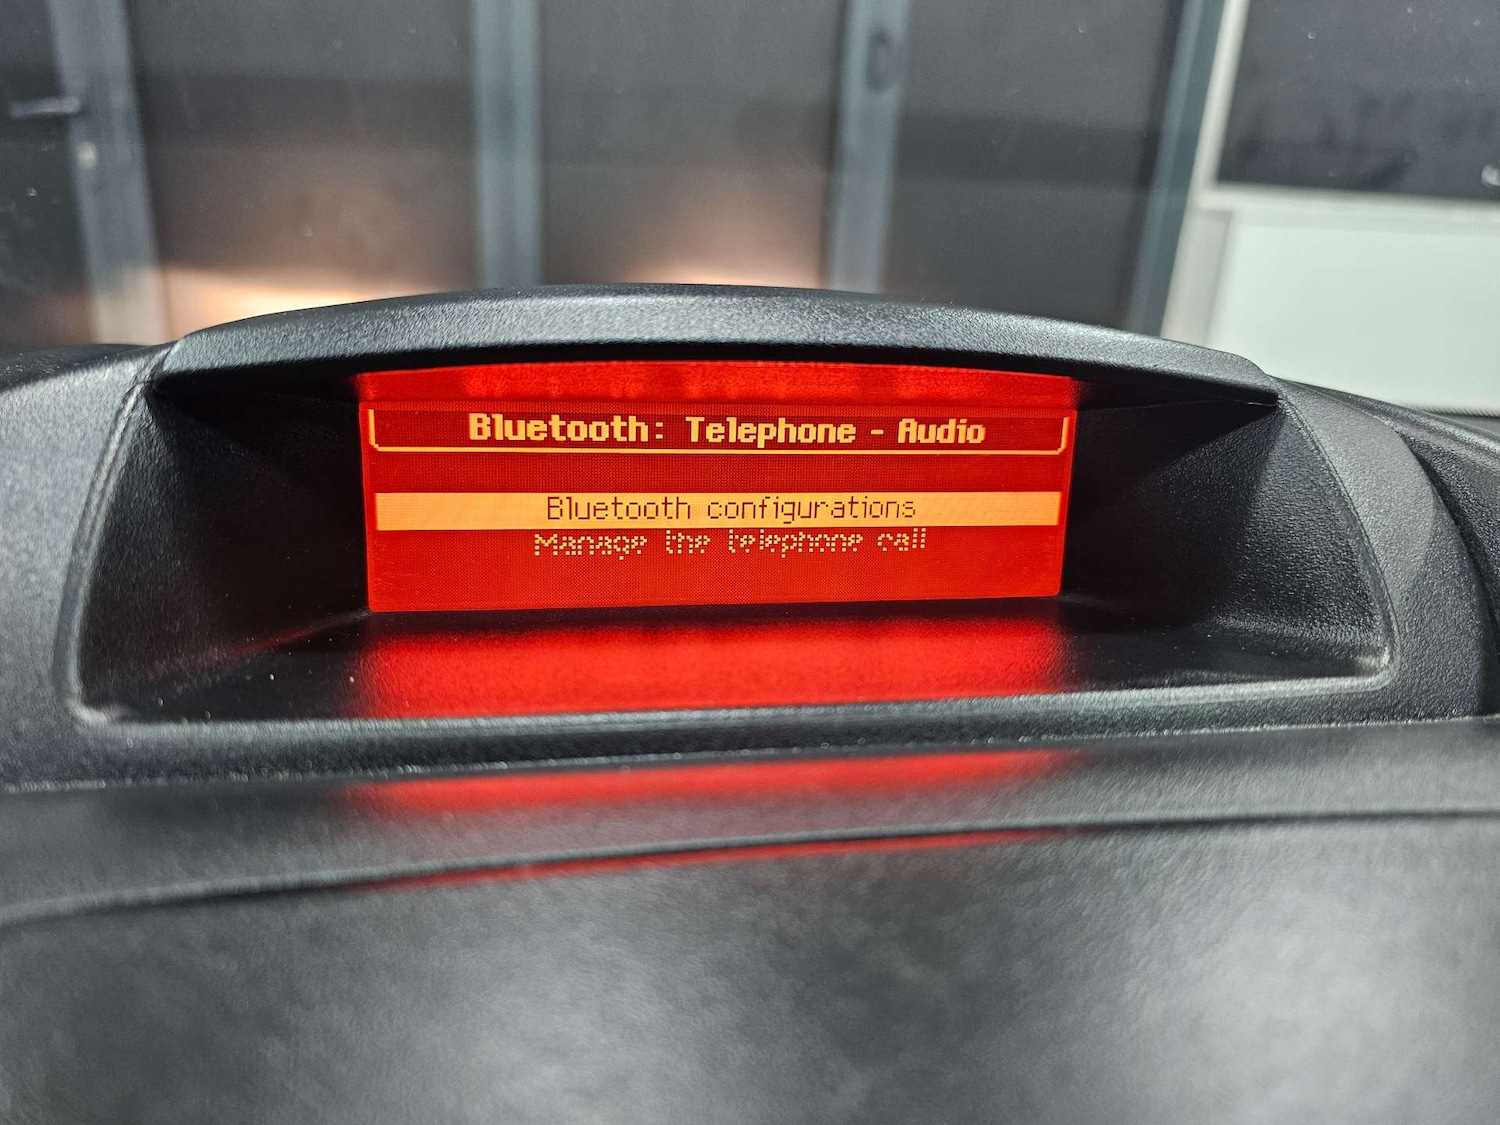 Bluetooth: Telephone - Audio
Bluetooth configurations
Manage the telephone call